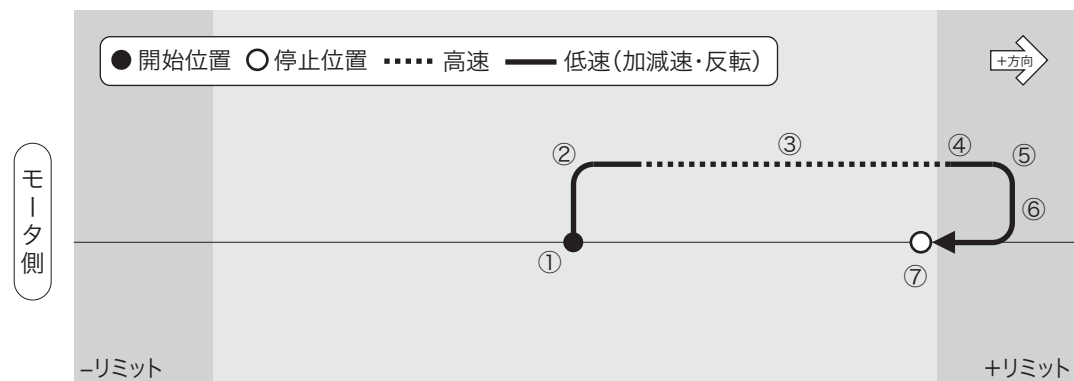 開始位置 停止位置 高速 低速(加減速・反転)
+方向
モータ側
② ③ ④ ⑤
⑥
① ⑦
–リミット +リミット